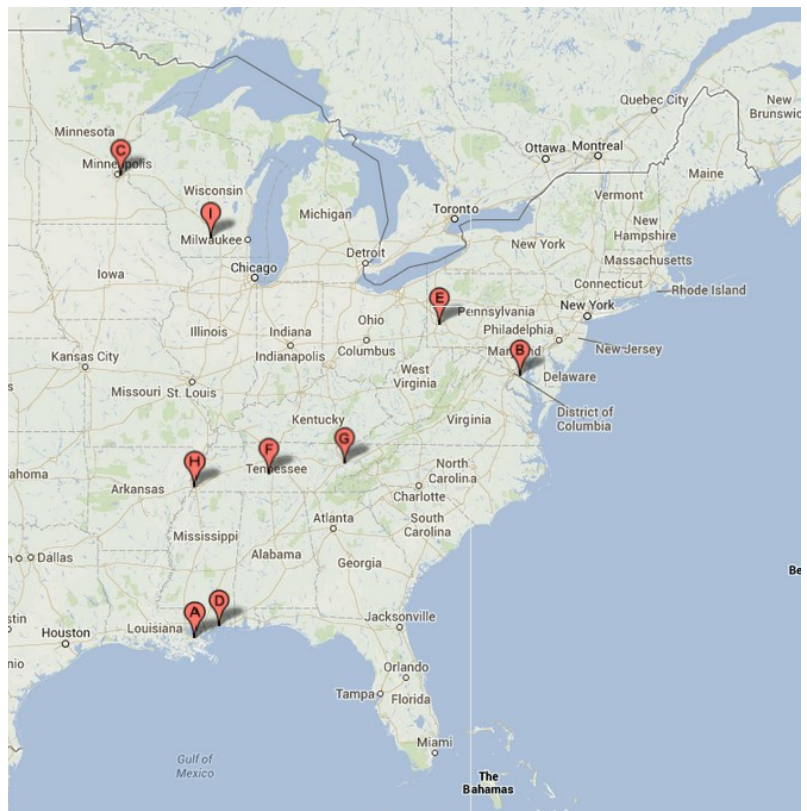 Quebec City
New
Brunswick
Minnesota
Ottawa
Montreal
C
Minneapolis
Maine
Wisconsin
Vermont
I
Michigan
Toronto
New
Hampshire
Milwaukee
New York
Detroit
Massachusetts
Chicago
Iowa
Connecticut
Rhode Island
E
Pennsylvania
New York
Illinois
Ohio
Indiana
Philadelphia
Indianapolis
Columbus
B
Maryland
New Jersey
Kansas City
West
Virginia
Delaware
Missouri
St. Louis
District of
Columbia
Kentucky
Virginia
G
F
H
Tennessee
North
Carolina
ahoma
Arkansas
Charlotte
Atlanta
South
Carolina
Mississippi
Dallas
Alabama
Georgia
Be
D
A
stin
Louisiana
Jacksonville
Houston
nio
Orlando
Tampa
Florida
Miami
Gulf of
Mexico
The
Bahamas